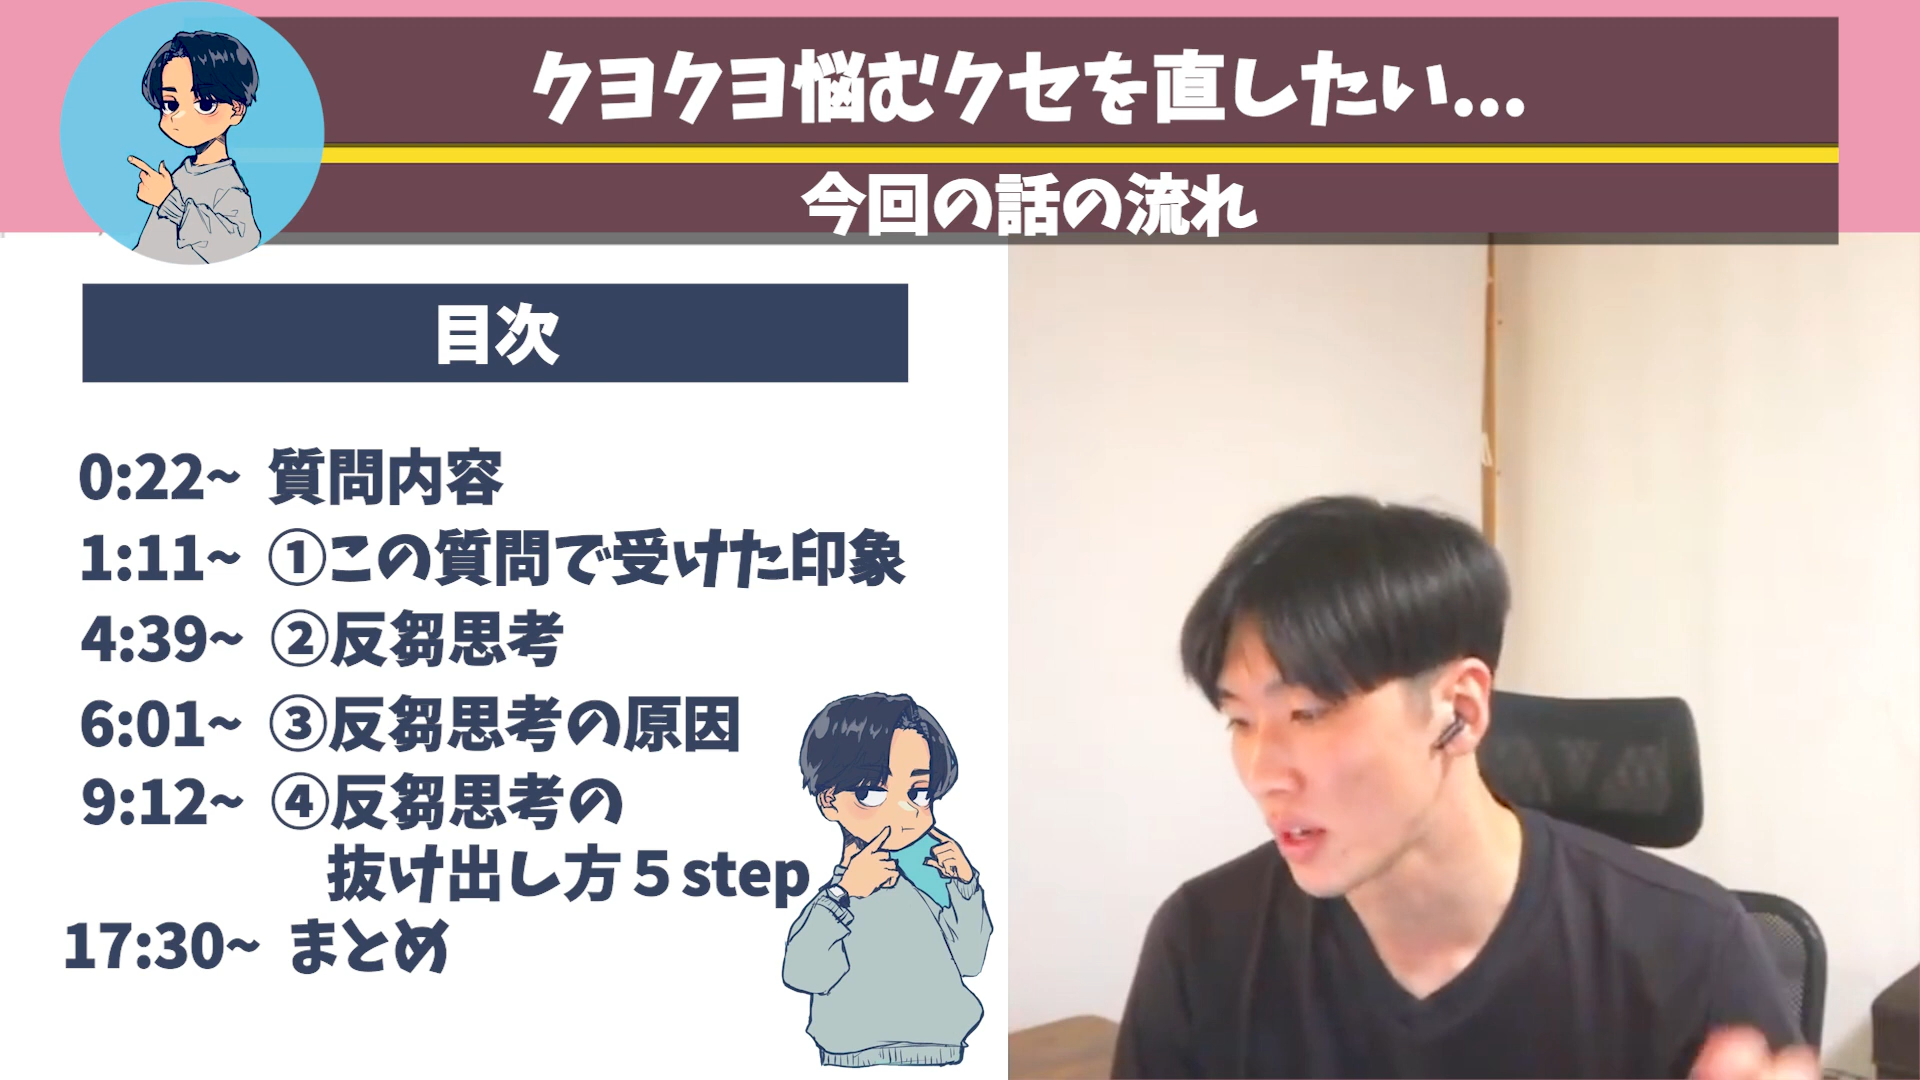 クヨクヨ悩むクセを直したい...
今回の話の流れ
目次
0:22~ 質問内容
1:11~ ①この質問で受けた印象
4:39~ ②反芻思考
6:01~ ③反芻思考の原因
9:12~ ④反芻思考の
抜け出し方５step
17:30~ まとめ